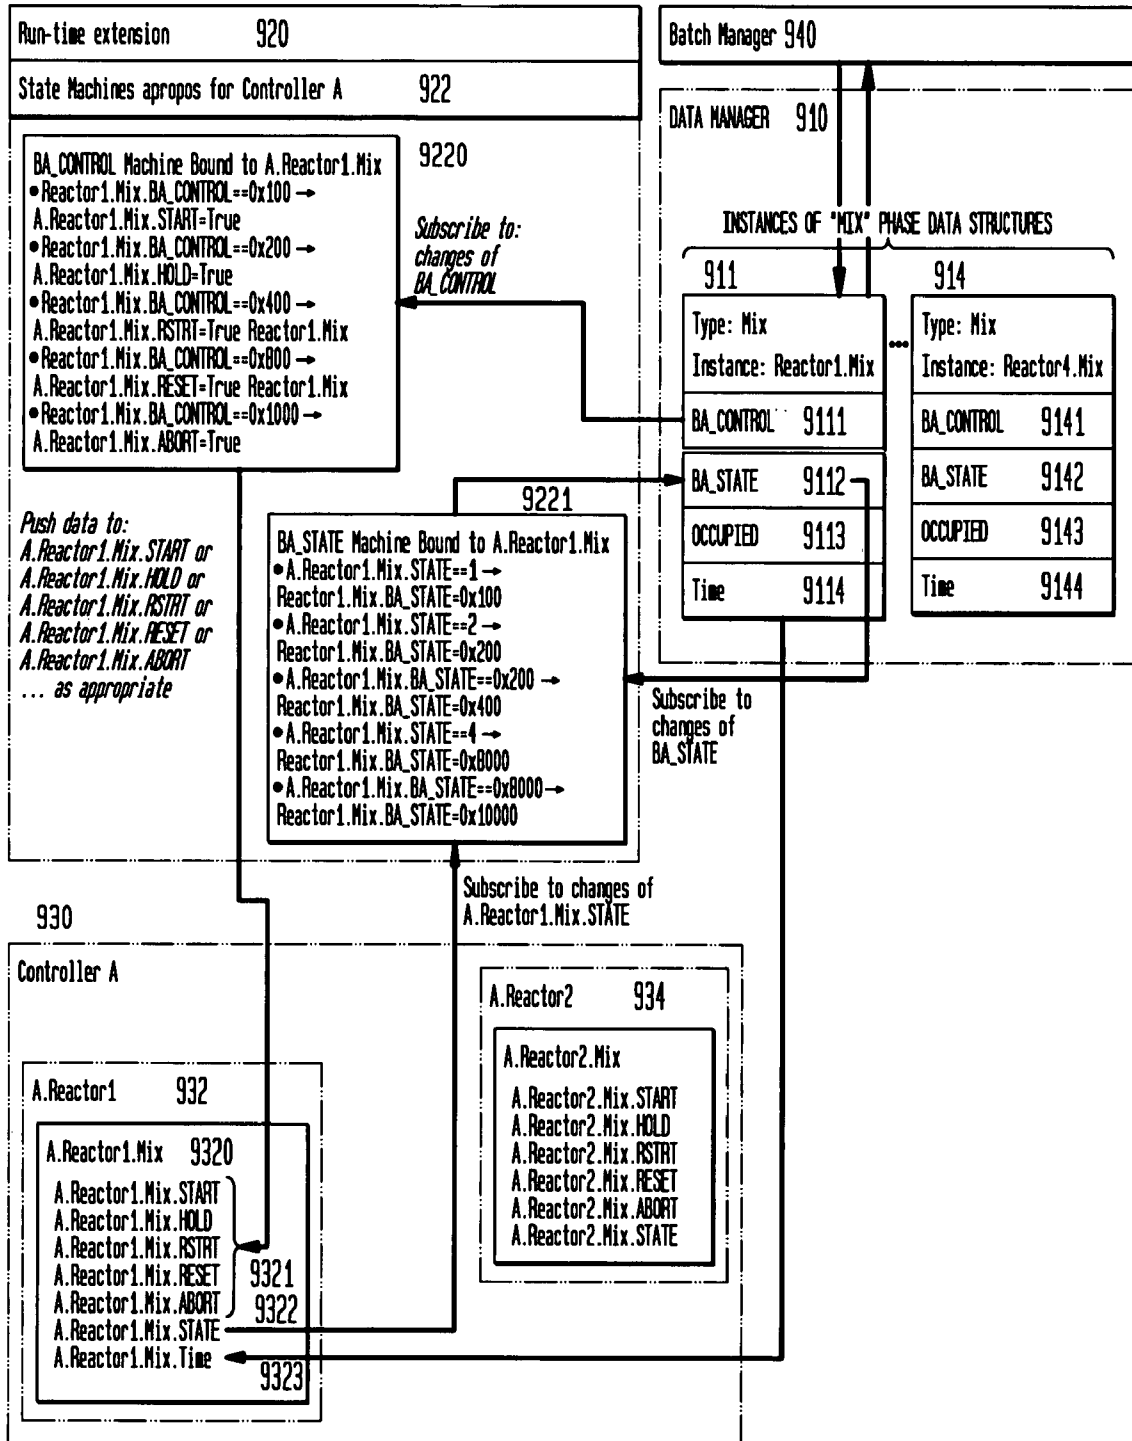 Run-time extension 920
State Machines apropos for Controller A 922
BA_CONTROL Machine Bound to A.Reactor1.Mix
•Reactor1.Mix.BA_CONTROL==0x100→
A.Reactor1.Mix.START=True
•Reactor1.Mix.BA_CONTROL==0x200→
A.Reactor1.Mix.HOLD=True
•Reactor1.Mix.BA_CONTROL==0x400→
A.Reactor1.Mix.RSTRT=True Reactor1.Mix
•Reactor1.Mix.BA_CONTROL==0x800→
A.Reactor1.Mix.RESET=True Reactor1.Mix
•Reactor1.Mix.BA_CONTROL==0x1000→
A.Reactor1.Mix.ABORT=True
9220
Subscribe to:
changes of
BA_CONTROL
Push data to:
A.Reactor1.Mix.START or
A.Reactor1.Mix.HOLD or
A.Reactor1.Mix.RSTRT or
A.Reactor1.Mix.RESET or
A.Reactor1.Mix.ABORT
... as appropriate
9221
BA_STATE Machine Bound to A.Reactor1.Mix
•A.Reactor1.Mix.STATE==1→
Reactor1.Mix.BA_STATE=0x100
•A.Reactor1.Mix.STATE==2→
Reactor1.Mix.BA_STATE=0x200
•A.Reactor1.Mix.BA_STATE==0x200→
Reactor1.Mix.BA_STATE=0x400
•A.Reactor1.Mix.STATE==4→
Reactor1.Mix.BA_STATE=0x8000
•A.Reactor1.Mix.BA_STATE==0x8000→
Reactor1.Mix.BA_STATE=0x10000
Batch Manager 940
DATA MANAGER 910
INSTANCES OF "MIX" PHASE DATA STRUCTURES
911
Type: Mix
Instance: Reactor1.Mix
BA_CONTROL 9111
BA_STATE 9112
OCCUPIED 9113
Time 9114
...
914
Type: Mix
Instance: Reactor4.Mix
BA_CONTROL 9141
BA_STATE 9142
OCCUPIED 9143
Time 9144
Subscribe to
changes of
BA_STATE
Subscribe to changes of
A.Reactor1.Mix.STATE
930
Controller A
A.Reactor1 932
A.Reactor1.Mix 9320
A.Reactor1.Mix.START
A.Reactor1.Mix.HOLD
A.Reactor1.Mix.RSTRT
A.Reactor1.Mix.RESET 9321
A.Reactor1.Mix.ABORT 9322
A.Reactor1.Mix.STATE
A.Reactor1.Mix.Time 9323
A.Reactor2 934
A.Reactor2.Mix
A.Reactor2.Mix.START
A.Reactor2.Mix.HOLD
A.Reactor2.Mix.RSTRT
A.Reactor2.Mix.RESET
A.Reactor2.Mix.ABORT
A.Reactor2.Mix.STATE